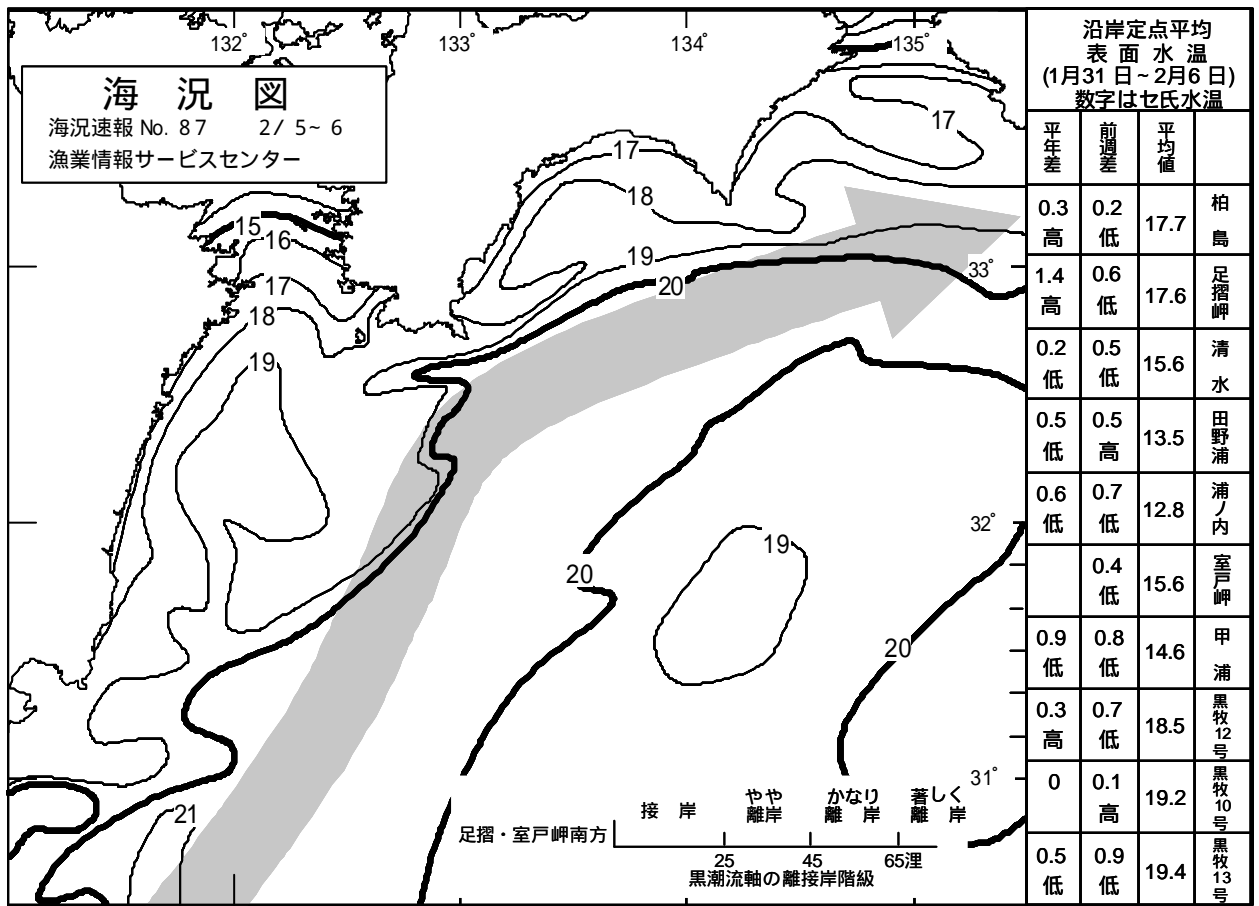 132°
133°
134°
135°
海況図
海況速報 No. 87 2/ 5~ 6
漁業情報サービスセンター
17
17
18
15
16
19
20
33°
17
18
19
32°
19
20
20
31°
21
接岸
やや離岸
かなり離岸
著しく離岸
足摺・室戸岬南方
25 45 65浬
黒潮流軸の離接岸階級
沿岸定点平均
表面水温
(1月31日~2月6日)
数字はセ氏水温
平年差 前週差 平均値
0.3高 0.2低 17.7 柏島
1.4高 0.6低 17.6 足摺岬
0.2低 0.5低 15.6 清水
0.5低 0.5高 13.5 田野浦
0.6低 0.7低 12.8 浦ノ内
0.4低 15.6 室戸岬
0.9低 0.8低 14.6 甲浦
0.3高 0.7低 18.5 黒牧12号
0 0.1高 19.2 黒牧10号
0.5低 0.9低 19.4 黒牧13号